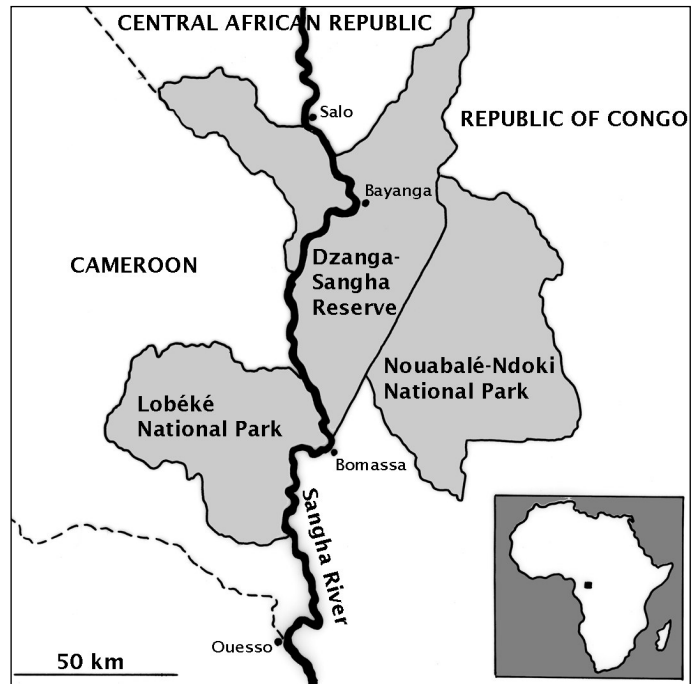 CENTRAL AFRICAN REPUBLIC
Salo
REPUBLIC OF CONGO
Bayanga
CAMEROON
Dzanga-
Sangha
Reserve
Nouabalé-Ndoki
National Park
Lobéké
National Park
Bomassa
Sangha River
Ouesso
50 km